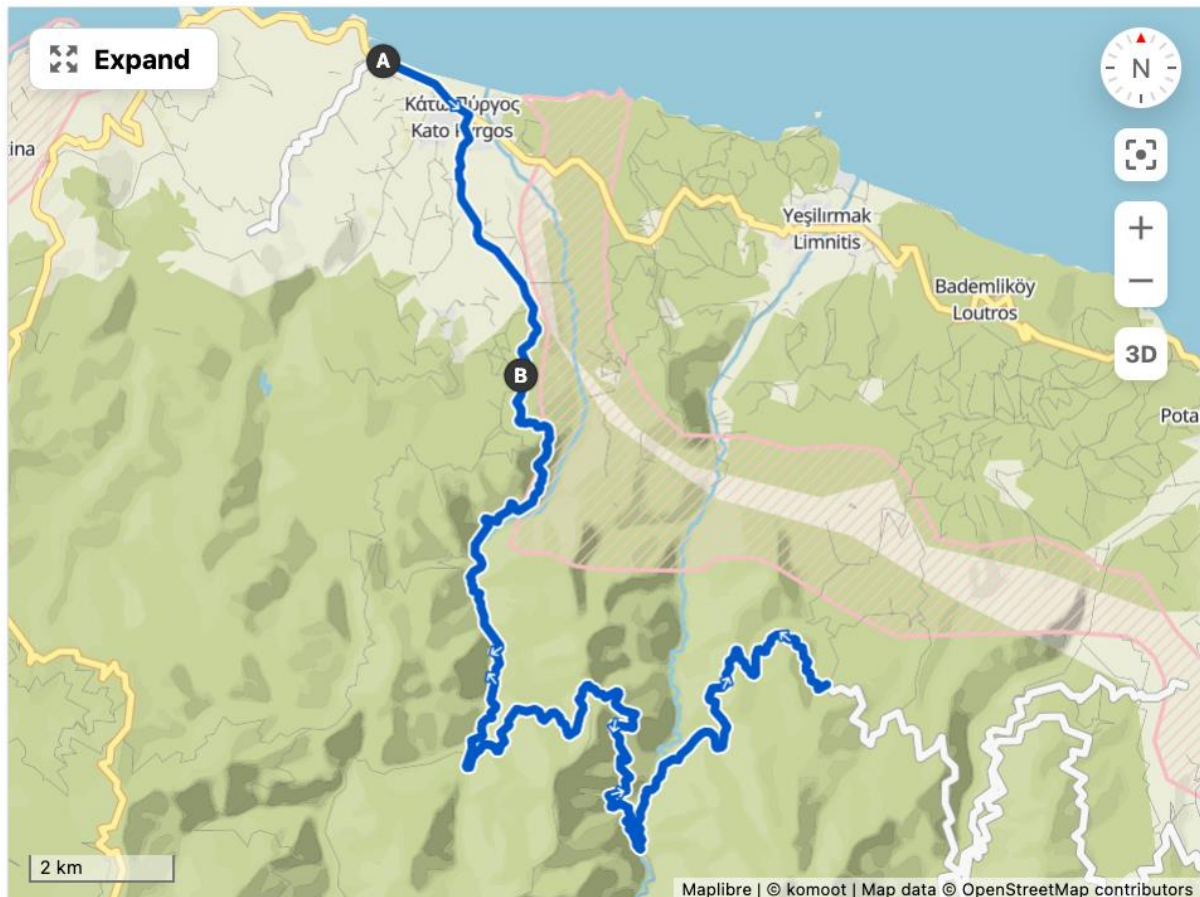 Expand
N
A
Κάτω Πύργος
Kato Pyrgos
ina
Yeşilırmak
Limnitis
Bademliköy
Loutros
3D
B
Pota
2 km
Maplibre | © komoot | Map data © OpenStreetMap contributors